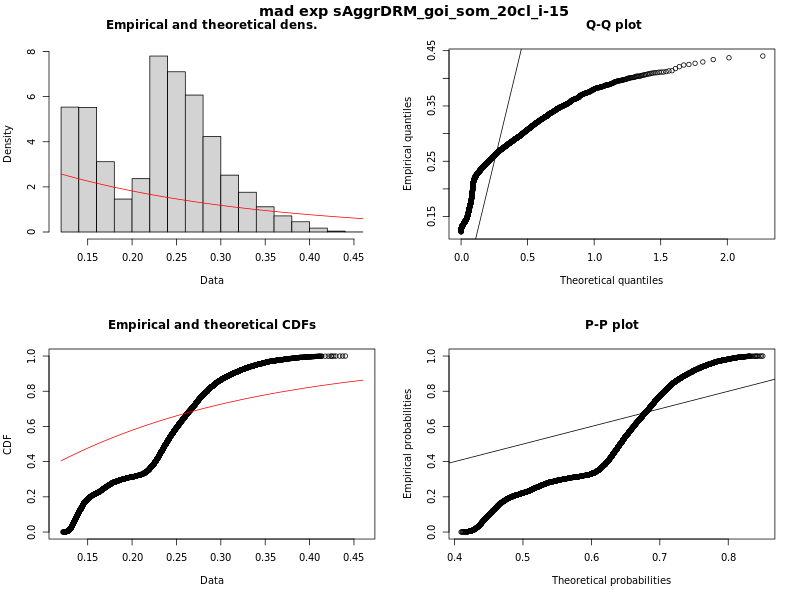 mad exp sAggrDRM_goi_som_20cl_i-15
Empirical and theoretical dens.
Density
0 2 4 6 8
0.15 0.20 0.25 0.30 0.35 0.40 0.45
Data
Q-Q plot
Empirical quantiles
0.15 0.25 0.35 0.45
0.0 0.5 1.0 1.5 2.0
Theoretical quantiles
Empirical and theoretical CDFs
CDF
0.0 0.2 0.4 0.6 0.8 1.0
0.15 0.20 0.25 0.30 0.35 0.40 0.45
Data
P-P plot
Empirical probabilities
0.0 0.2 0.4 0.6 0.8 1.0
0.4 0.5 0.6 0.7 0.8
Theoretical probabilities